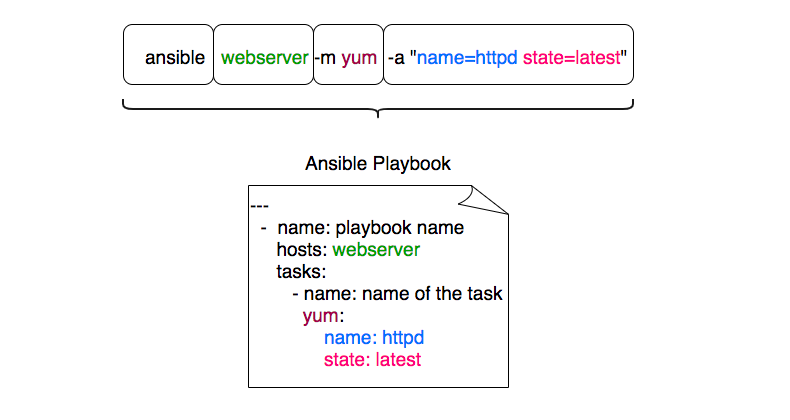 ansible webserver -m yum -a "name=httpd state=latest"
Ansible Playbook
---
- name: playbook name
hosts: webserver
tasks:
- name: name of the task
yum:
name: httpd
state: latest